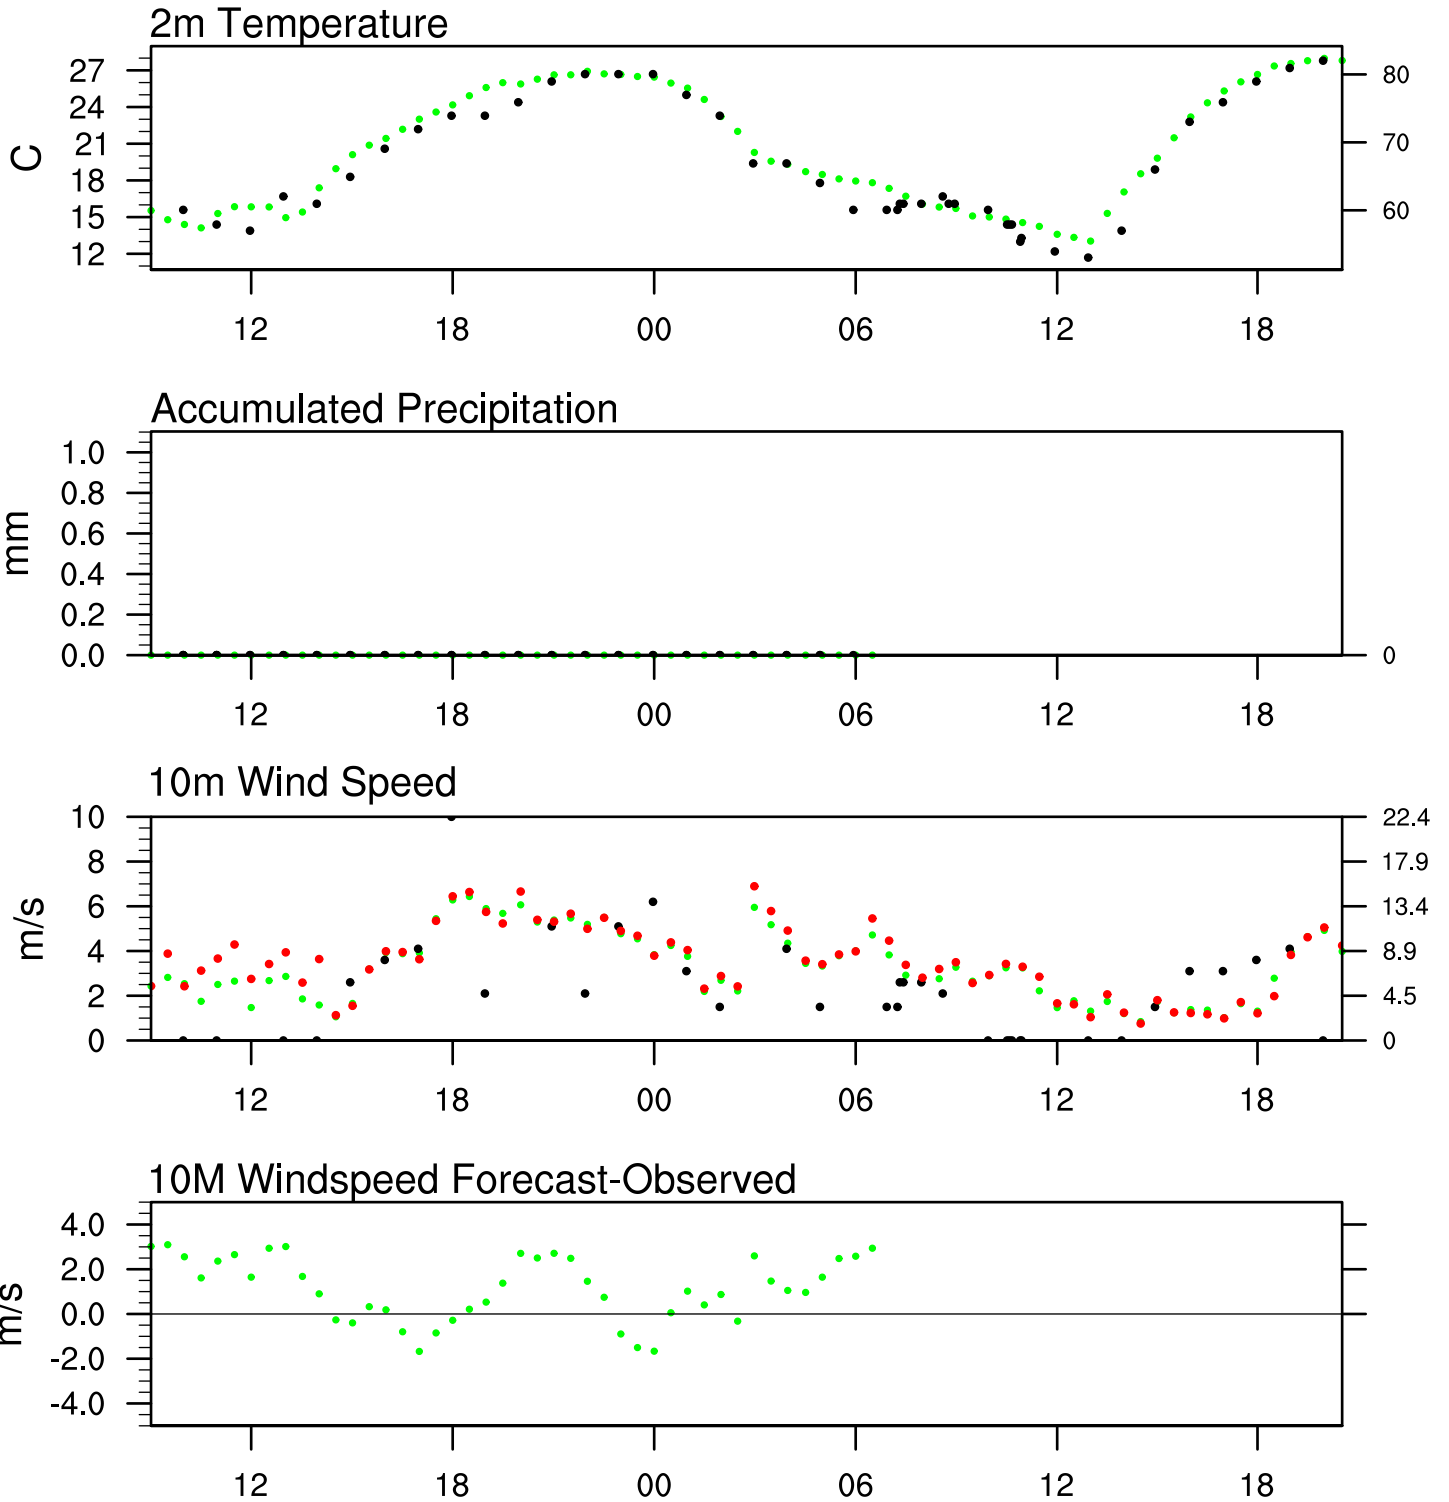 2m Temperature
27
24
21
18
15
12
C
80
70
60
12 18 00 06 12 18
Accumulated Precipitation
1.0
0.8
0.6
0.4
0.2
0.0
mm
0
12 18 00 06 12 18
10m Wind Speed
10
8
6
4
2
0
m/s
22.4
17.9
13.4
8.9
4.5
0
12 18 00 06 12 18
10M Windspeed Forecast-Observed
4.0
2.0
0.0
-2.0
-4.0
m/s
12 18 00 06 12 18